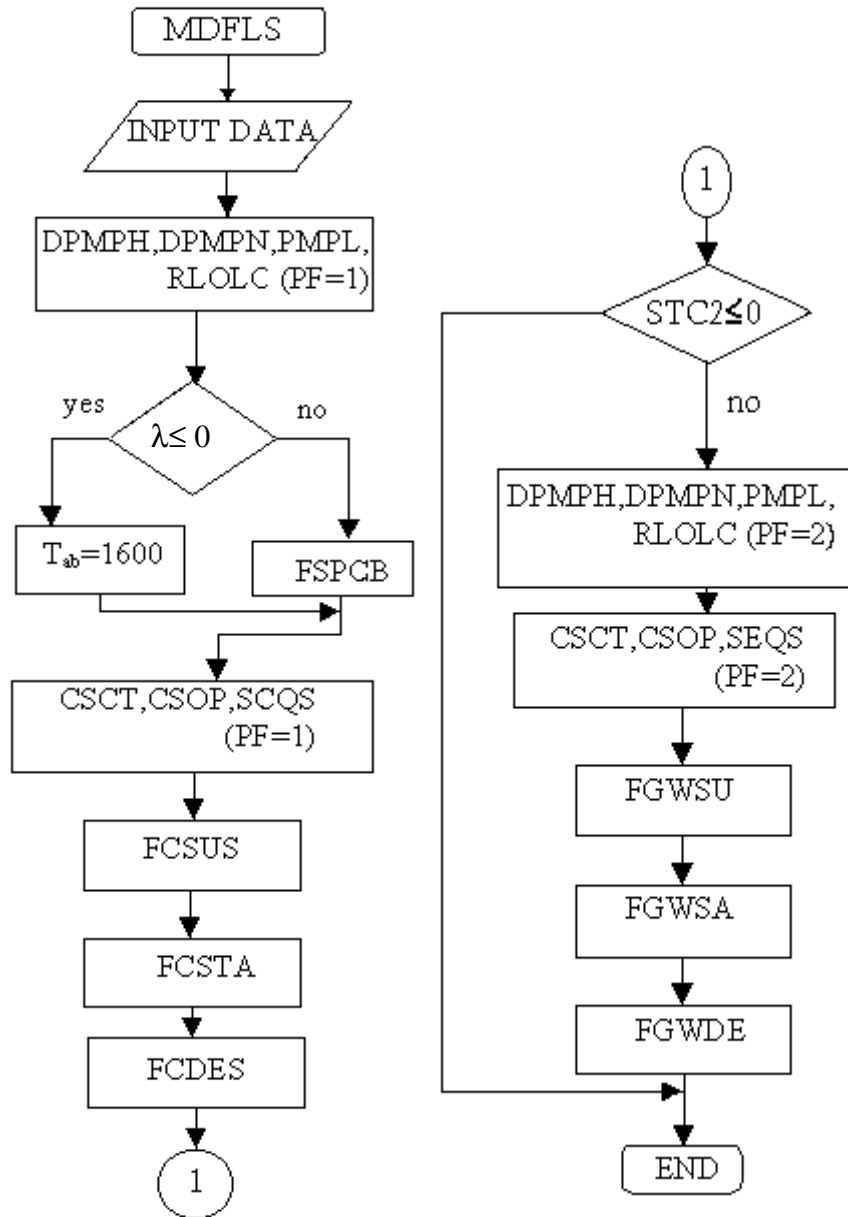 MDFLS
INPUT DATA
DPMPH,DPMPN,PMPL,
RLOLC (PF=1)
yes
no
λ≤ 0
Tab=1600
FSPCB
CSCT,CSOP,SCQS
(PF=1)
FCSUS
FCSTA
FCDES
1
1
STC2≤0
no
DPMPH,DPMPN,PMPL,
RLOLC (PF=2)
CSCT,CSOP,SEQS
(PF=2)
FGWSU
FGWSA
FGWDE
END